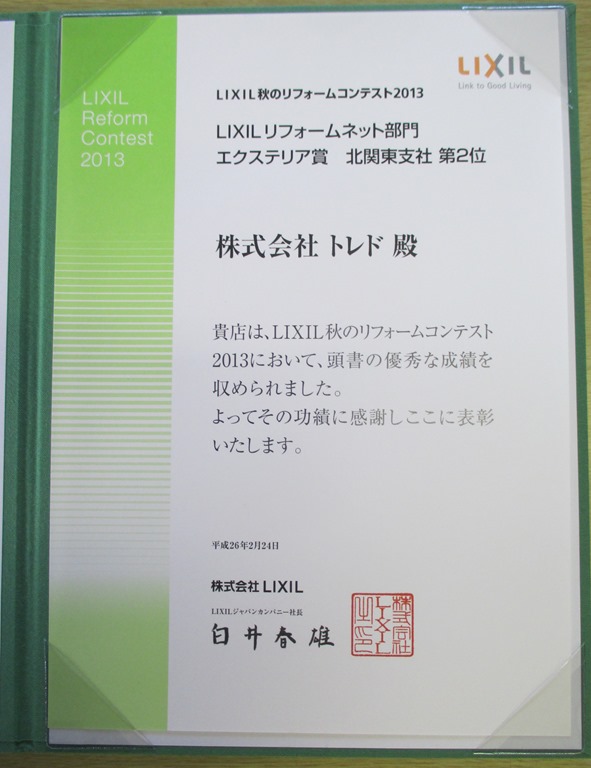 LIXIL
Reform
Contest
2013
LIXIL
Link to Good Living
LIXIL秋のリフォームコンテスト2013
LIXILリフォームネット部門
エクステリア賞 北関東支社 第2位
株式会社 トレド 殿
貴店は、LIXIL秋のリフォームコンテスト
2013において、頭書の優秀な成績を
収められました。
よってその功績に感謝しここに表彰
いたします。
平成26年2月24日
株式会社 LIXIL
LIXILジャパンカンパニー社長
白井春雄
株式会社
LIXIL
之印